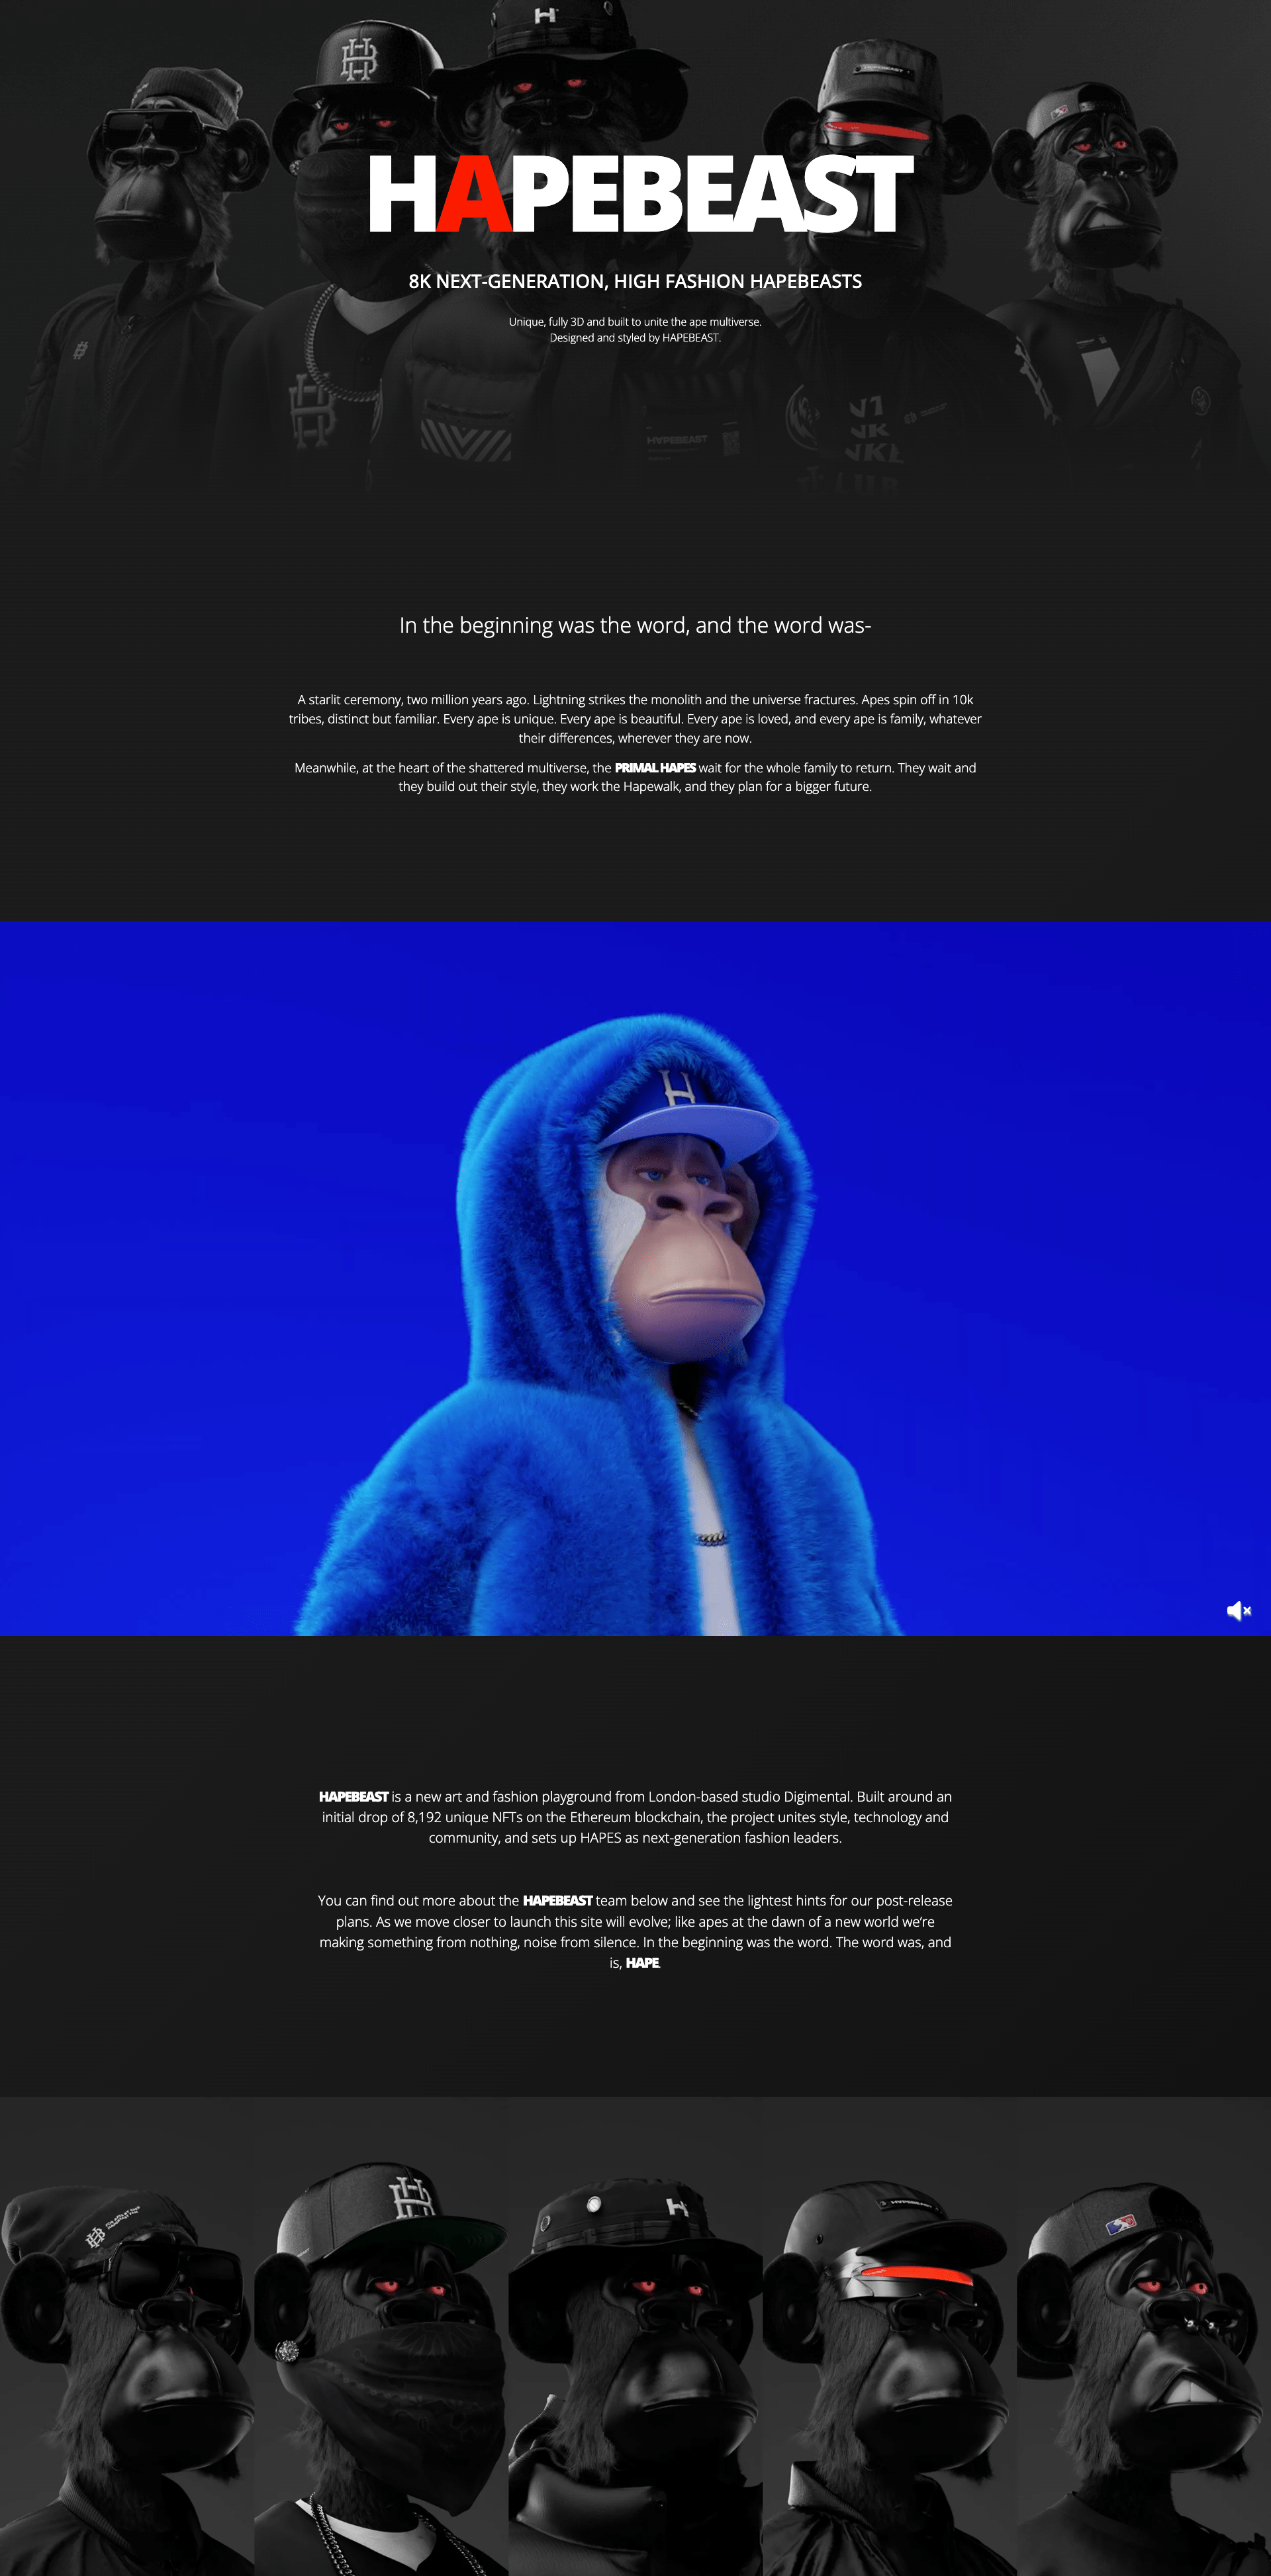 H
HAPEBEAST
8K NEXT-GENERATION, HIGH FASHION HAPEBEASTS
Unique, fully 3D and built to unite the ape multiverse.
Designed and styled by HAPEBEAST.
#
HAPEBEAST
In the beginning was the word, and the word was-
A starlit ceremony, two million years ago. Lightning strikes the monolith and the universe fractures. Apes spin off in 10k
tribes, distinct but familiar. Every ape is unique. Every ape is beautiful. Every ape is loved, and every ape is family, whatever
their differences, wherever they are now.
Meanwhile, at the heart of the shattered multiverse, the PRIMAL HAPES wait for the whole family to return. They wait and
they build out their style, they work the Hapewalk, and they plan for a bigger future.
H
HAPEBEAST is a new art and fashion playground from London-based studio Digimental. Built around an
initial drop of 8,192 unique NFTs on the Ethereum blockchain, the project unites style, technology and
community, and sets up HAPES as next-generation fashion leaders.
You can find out more about the HAPEBEAST team below and see the lightest hints for our post-release
plans. As we move closer to launch this site will evolve; like apes at the dawn of a new world we’re
making something from nothing, noise from silence. In the beginning was the word. The word was, and
is, HAPE.
H